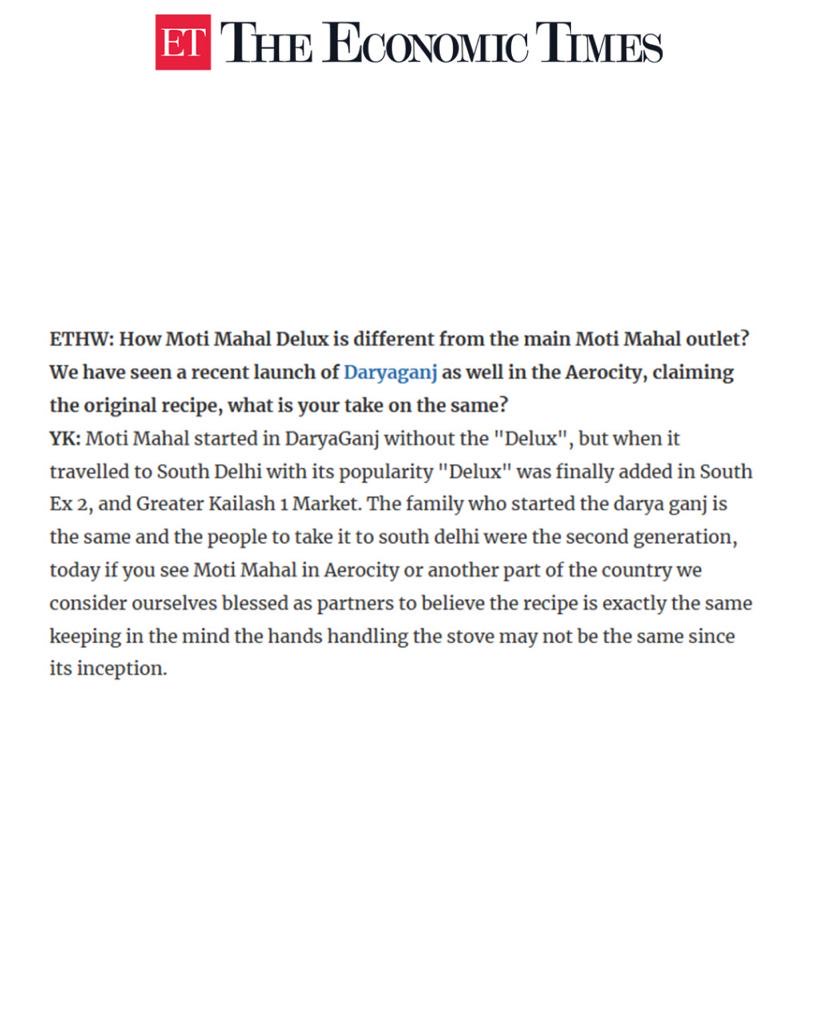 ET THE ECONOMIC TIMES
ETHW: How Moti Mahal Delux is different from the main Moti Mahal outlet?
We have seen a recent launch of Daryaganj as well in the Aerocity, claiming
the original recipe, what is your take on the same?
YK: Moti Mahal started in DaryaGanj without the "Delux", but when it
travelled to South Delhi with its popularity "Delux" was finally added in South
Ex 2, and Greater Kailash 1 Market. The family who started the darya ganj is
the same and the people to take it to south delhi were the second generation,
today if you see Moti Mahal in Aerocity or another part of the country we
consider ourselves blessed as partners to believe the recipe is exactly the same
keeping in the mind the hands handling the stove may not be the same since
its inception.